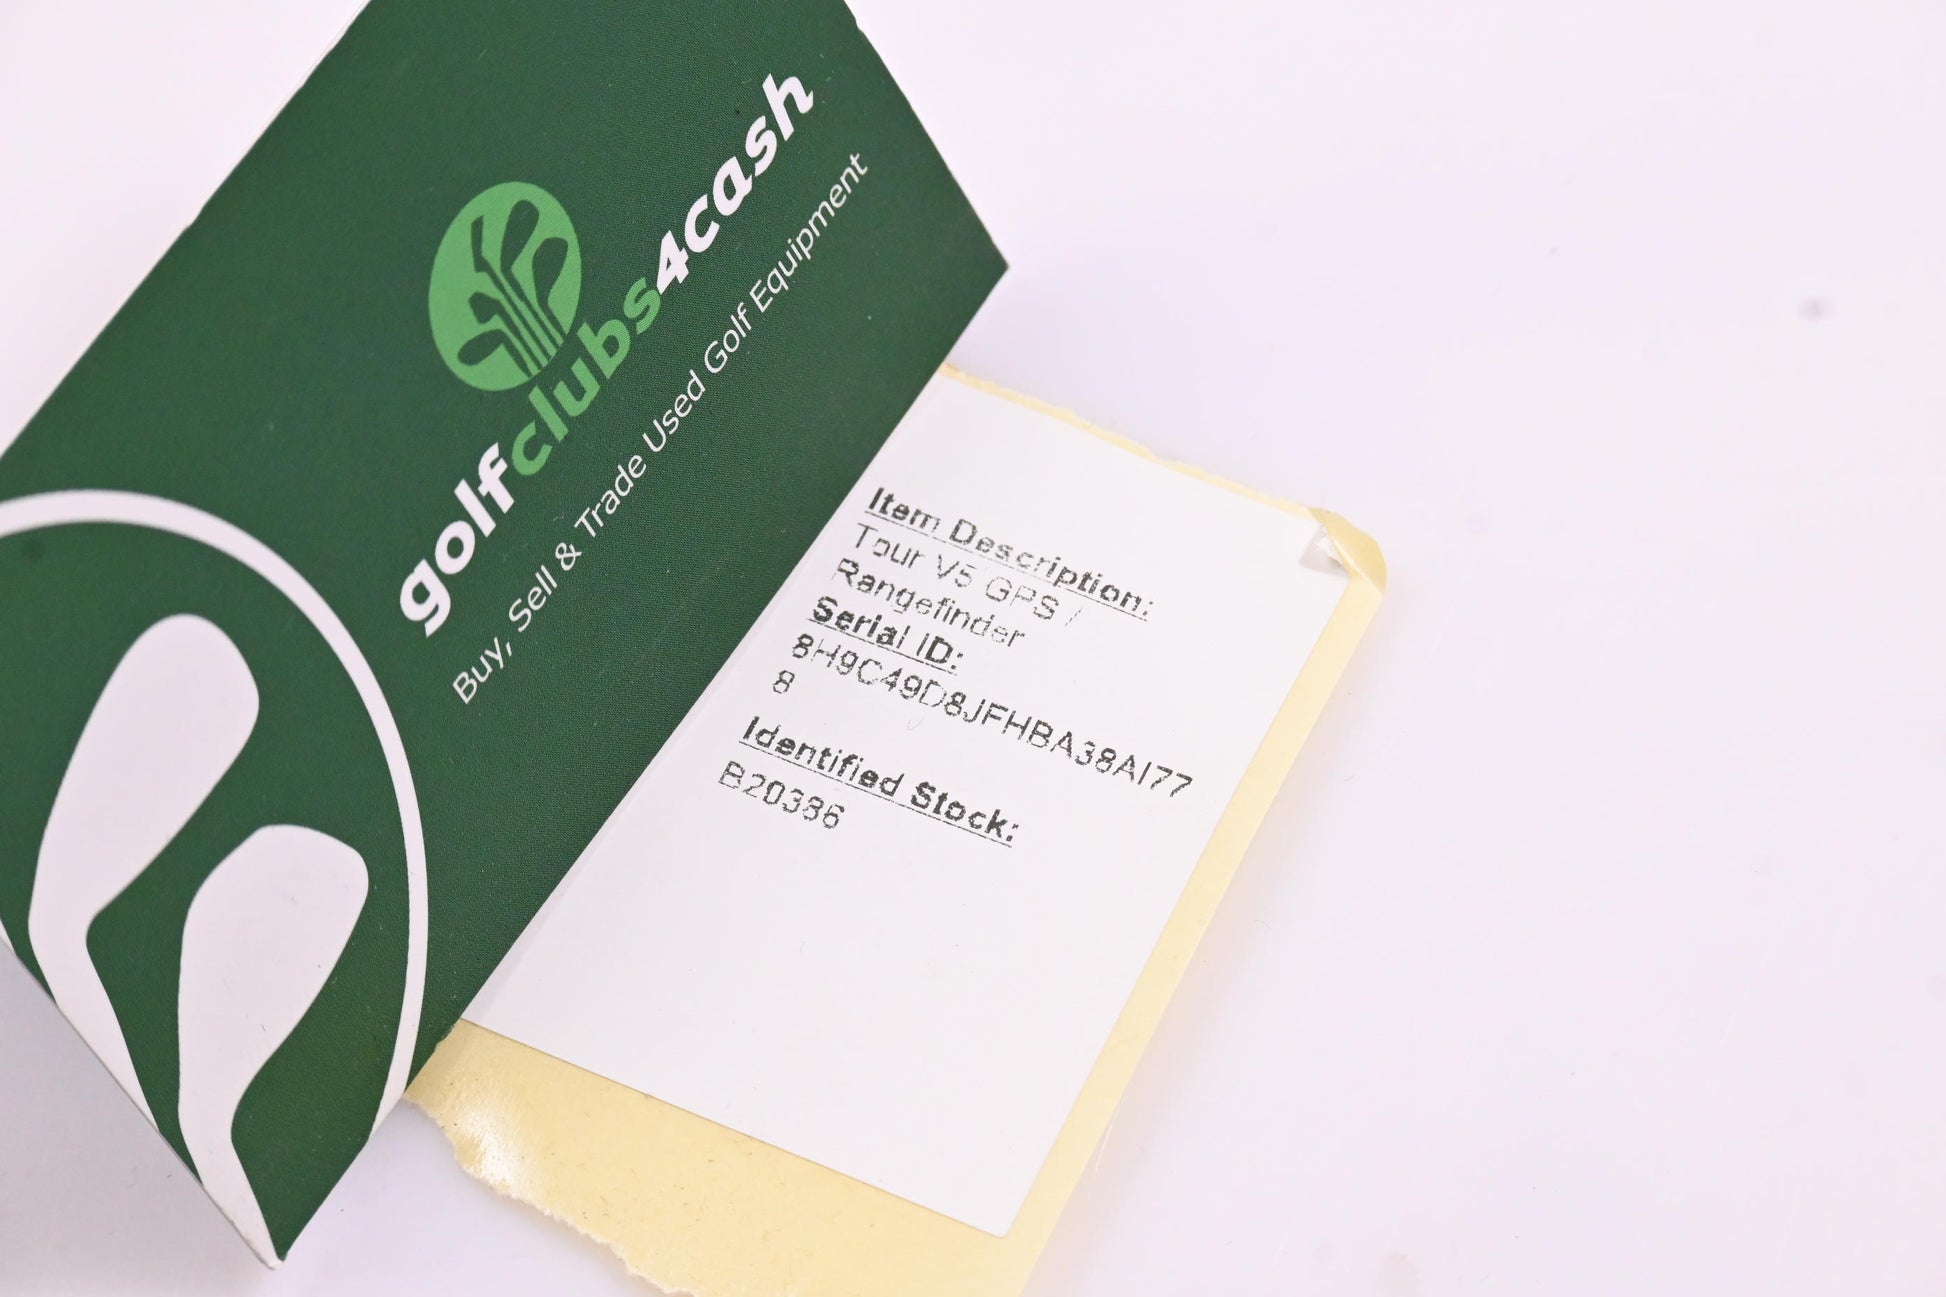 golfclubs4cash
Buy, Sell & Trade Used Golf Equipment
Item Description:
Tour V5 GPS /
Rangefinder
Serial ID:
8H9C49D8JFHBA38AI77
8
Identified Stock:
B20386